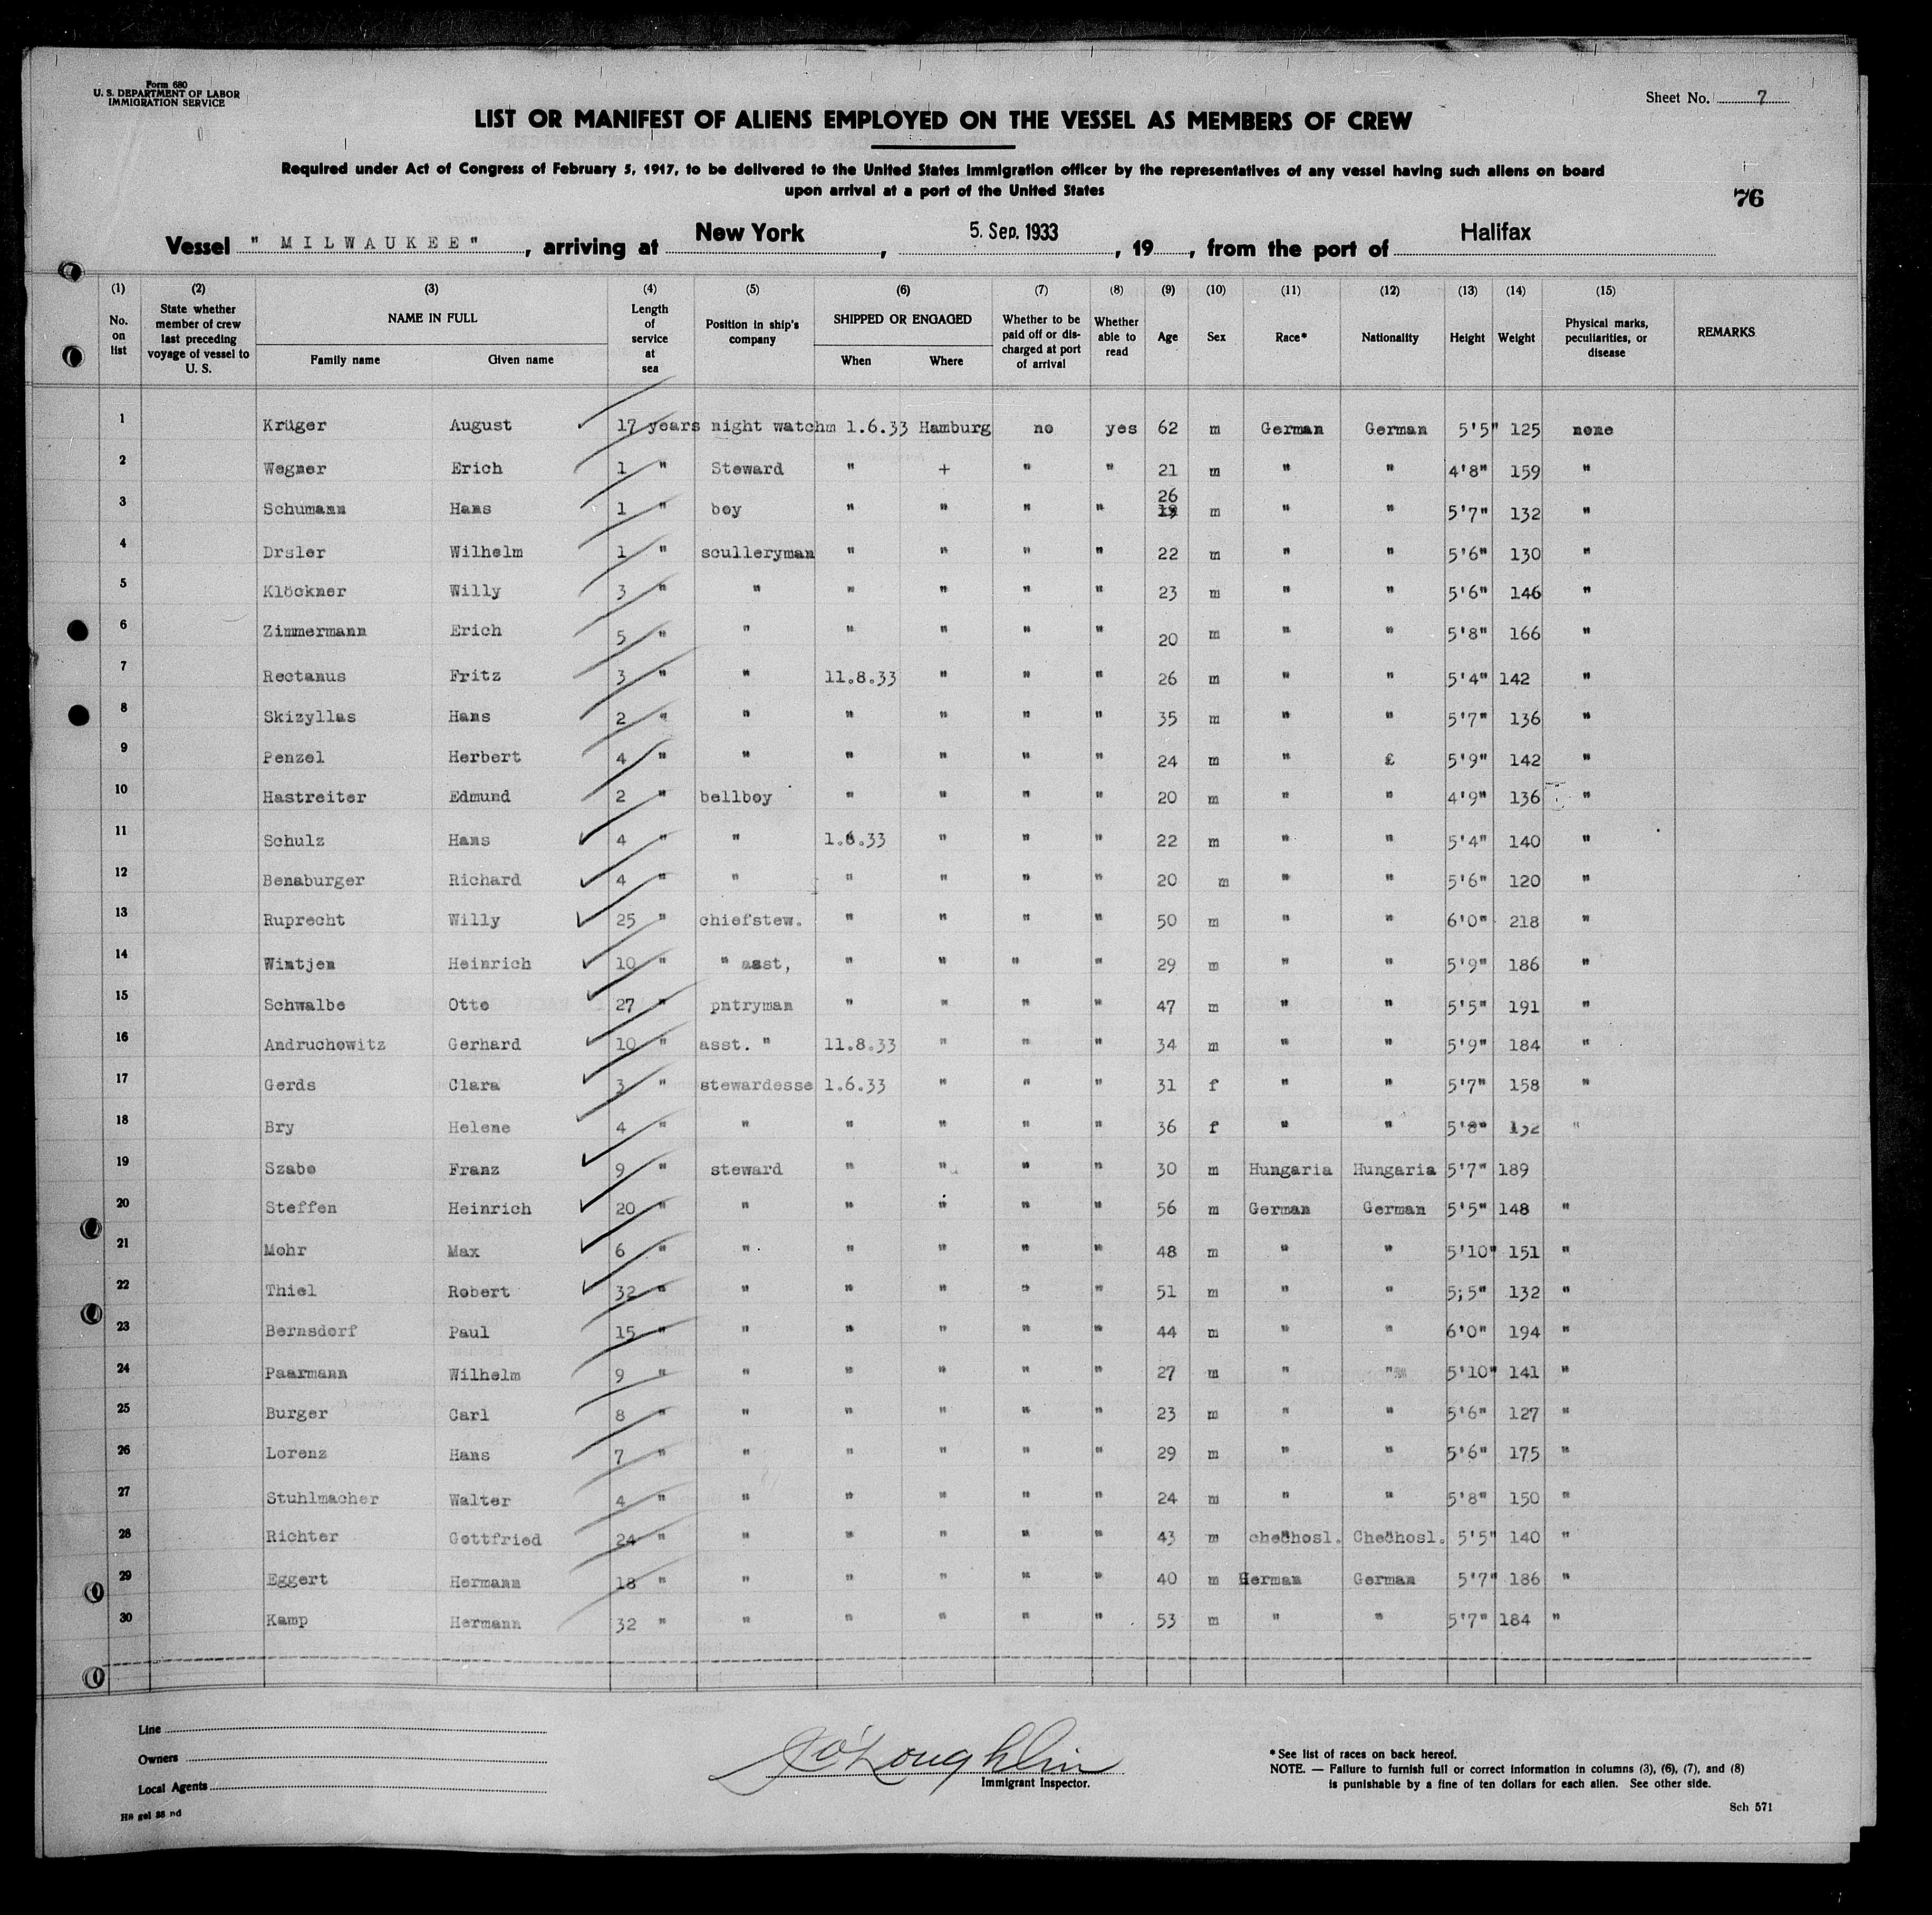 Form 680
U. S. DEPARTMENT OF LABOR
IMMIGRATION SERVICE
Sheet No. 7
LIST OR MANIFEST OF ALIENS EMPLOYED ON THE VESSEL AS MEMBERS OF CREW
Required under Act of Congress of February 5, 1917, to be delivered to the United States immigration officer by the representatives of any vessel having such aliens on board
upon arrival at a port of the United States
76
Vessel "MILWAUKEE", arriving at New York, 5. Sep. 1933, 19, from the port of Halifax
(1) (2) (3) (4) (5) (6) (7) (8) (9) (10) (11) (12) (13) (14) (15)
No. on list | State whether member of crew last preceding voyage of vessel to U. S. | NAME IN FULL Family name Given name | Length of service at sea | Position in ship's company | SHIPPED OR ENGAGED When Where | Whether to be paid off or discharged at port of arrival | Whether able to read | Age | Sex | Race* | Nationality | Height | Weight | Physical marks, peculiarities, or disease | REMARKS
1 Krüger August 17 years night watchm 1.6.33 Hamburg no yes 62 m German German 5'5" 125 none
2 Wegner Erich 1 " Steward " + " " 21 m " " 4'8" 159 "
3 Schumann Hans 1 " boy " " " " 26 19 m " " 5'7" 132 "
4 Drsler Wilhelm 1 " sculleryman " " " " 22 m " " 5'6" 130 "
5 Klöckner Willy 3 " " " " " " 23 m " " 5'6" 146 "
6 Zimmermann Erich 5 " " " " " " 20 m " " 5'8" 166 "
7 Rectanus Fritz 3 " " 11.8.33 " " " 26 m " " 5'4" 142 "
8 Skizyllas Hans 2 " " " " " " 35 m " " 5'7" 136 "
9 Penzel Herbert 4 " " " " " " 24 m " £ 5'9" 142 "
10 Hastreiter Edmund 2 " bellboy " " " " 20 m " " 4'9" 136 "
11 Schulz Hans 4 " " 1.6.33 " " " 22 m " " 5'4" 140 "
12 Benaburger Richard 4 " " " " " " 20 m " " 5'6" 120 "
13 Ruprecht Willy 25 " chiefstew. " " " " 50 m " " 6'0" 218 "
14 Wintjen Heinrich 10 " " asst, " " " " 29 m " " 5'9" 186 "
15 Schwalbe Otto 27 " pntryman " " " " 47 m " " 5'5" 191 "
16 Andruchowitz Gerhard 10 " asst. " 11.8.33 " " " 34 m " " 5'9" 184 "
17 Gerds Clara 3 " stewardesse 1.6.33 " " " 31 f " " 5'7" 158 "
18 Bry Helene 4 " " " " " " 36 f " " 5'8" 132 "
19 Szabo Franz 9 " steward " " " " 30 m Hungaria Hungaria 5'7" 189
20 Steffen Heinrich 20 " " " " " " 56 m German German 5'5" 148 "
21 Mohr Max 6 " " " " " " 48 m " " 5'10" 151 "
22 Thiel Robert 32 " " " " " " 51 m " " 5;5" 132 "
23 Bernsdorf Paul 15 " " " " " " 44 m " " 6'0" 194 "
24 Paarmann Wilhelm 9 " " " " " " 27 m " " 5'10" 141 "
25 Burger Carl 8 " " " " " " 23 m " " 5'6" 127 "
26 Lorenz Hans 7 " " " " " " 29 m " " 5'6" 175 "
27 Stuhlmacher Walter 4 " " " " " " 24 m " " 5'8" 150 "
28 Richter Gottfried 24 " " " " " " 43 m chechosl. Chechosl. 5'5" 140 "
29 Eggert Hermann 18 " " " " " " 40 m German German 5'7" 186 "
30 Kamp Hermann 32 " " " " " " 53 m " " 5'7" 184 "
Line
Owners
Local Agents
J O'Loughlin
Immigrant Inspector.
* See list of races on back hereof.
NOTE. — Failure to furnish full or correct information in columns (3), (6), (7), and (8)
is punishable by a fine of ten dollars for each alien. See other side.
Sch 571